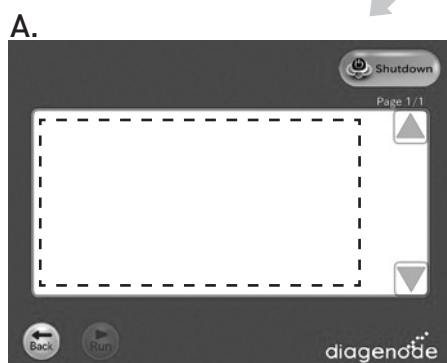 A.
Shutdown
Page 1/1
Back
Run
diagenode